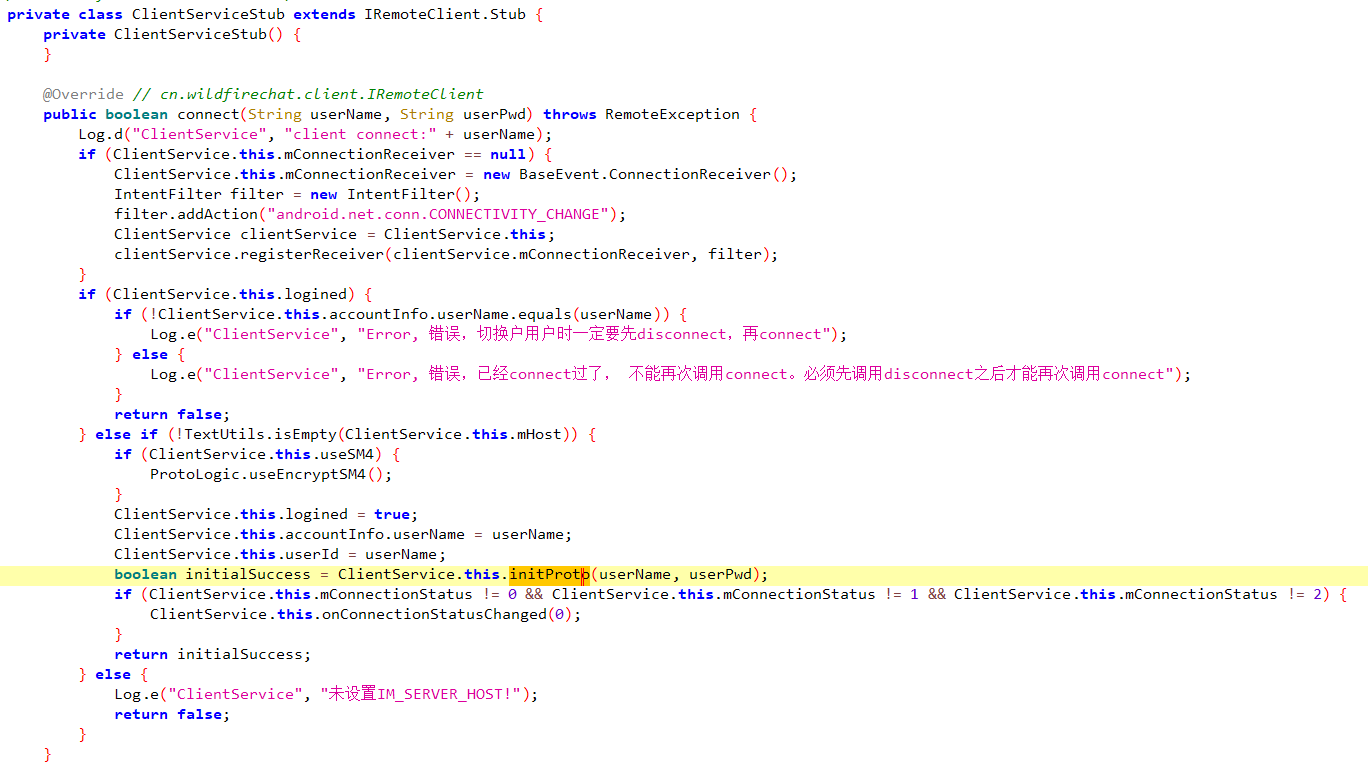 private class ClientServiceStub extends IRemoteClient.Stub {
private ClientServiceStub() {
}
@Override // cn.wildfirechat.client.IRemoteClient
public boolean connect(String userName, String userPwd) throws RemoteException {
Log.d("ClientService", "client connect:" + userName);
if (ClientService.this.mConnectionReceiver == null) {
ClientService.this.mConnectionReceiver = new BaseEvent.ConnectionReceiver();
IntentFilter filter = new IntentFilter();
filter.addAction("android.net.conn.CONNECTIVITY_CHANGE");
ClientService clientService = ClientService.this;
clientService.registerReceiver(clientService.mConnectionReceiver, filter);
}
if (ClientService.this.logined) {
if (!ClientService.this.accountInfo.userName.equals(userName)) {
Log.e("ClientService", "Error, 错误，切换户用户时一定要先disconnect，再connect");
} else {
Log.e("ClientService", "Error, 错误，已经connect过了， 不能再次调用connect。必须先调用disconnect之后才能再次调用connect");
}
return false;
} else if (!TextUtils.isEmpty(ClientService.this.mHost)) {
if (ClientService.this.useSM4) {
ProtoLogic.useEncryptSM4();
}
ClientService.this.logined = true;
ClientService.this.accountInfo.userName = userName;
ClientService.this.userId = userName;
boolean initialSuccess = ClientService.this.initProto(userName, userPwd);
if (ClientService.this.mConnectionStatus != 0 && ClientService.this.mConnectionStatus != 1 && ClientService.this.mConnectionStatus != 2) {
ClientService.this.onConnectionStatusChanged(0);
}
return initialSuccess;
} else {
Log.e("ClientService", "未设置IM_SERVER_HOST!");
return false;
}
}